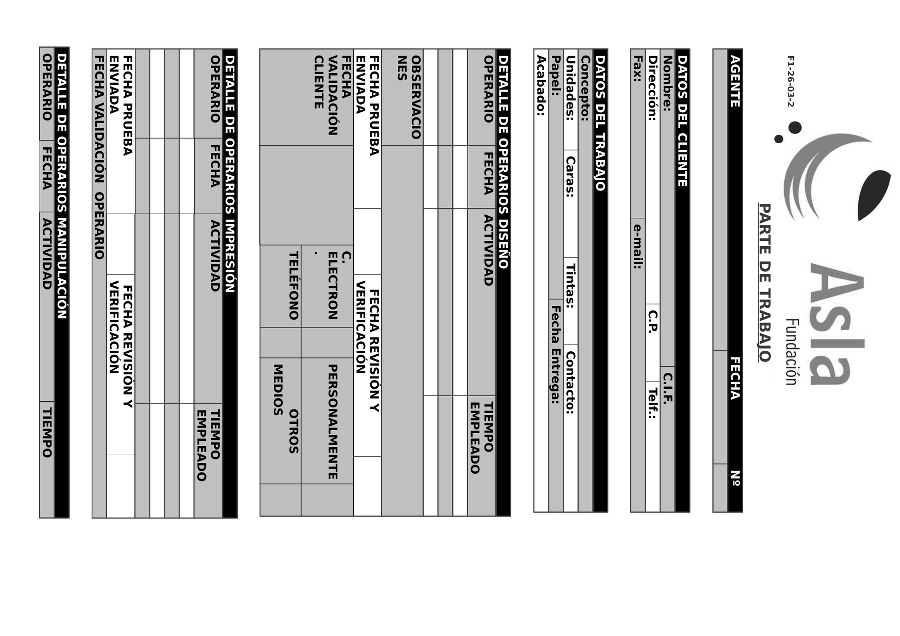 F1-26-03-2
Asla
Fundación
PARTE DE TRABAJO
AGENTE FECHA Nº
DATOS DEL CLIENTE
Nombre: C.I.F.
Dirección: C.P. Telf.:
Fax: e-mail:
DATOS DEL TRABAJO
Concepto:
Unidades: Caras: Tintas: Contacto:
Papel: Fecha Entrega:
Acabado:
DETALLE DE OPERARIOS DISEÑO
OPERARIO FECHA ACTIVIDAD TIEMPO
EMPLEADO
OBSERVACIO
NES
FECHA PRUEBA
ENVIADA
FECHA REVISIÓN Y
VERIFICACIÓN
FECHA
VALIDACIÓN
CLIENTE
C.
ELECTRON
.
PERSONALMENTE
TELÉFONO
OTROS
MEDIOS
DETALLE DE OPERARIOS IMPRESIÓN
OPERARIO FECHA ACTIVIDAD TIEMPO
EMPLEADO
FECHA PRUEBA
ENVIADA
FECHA REVISIÓN Y
VERIFICACIÓN
FECHA VALIDACIÓN OPERARIO
DETALLE DE OPERARIOS MANIPULACIÓN
OPERARIO FECHA ACTIVIDAD TIEMPO